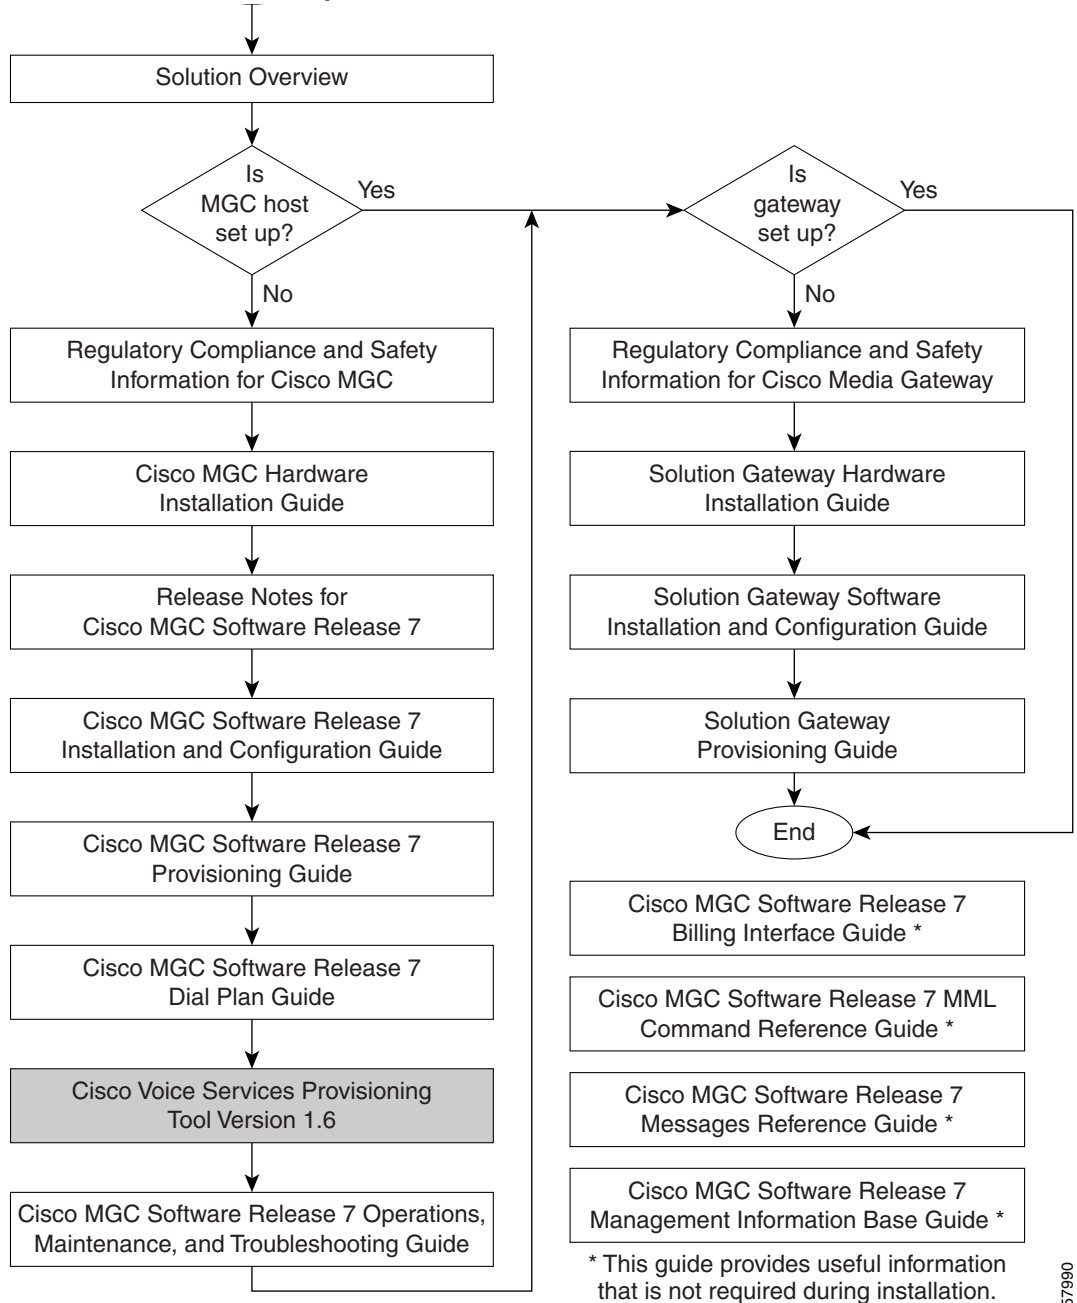 Solution Overview
Is
MGC host
set up?
Yes
No
Regulatory Compliance and Safety
Information for Cisco MGC
Cisco MGC Hardware
Installation Guide
Release Notes for
Cisco MGC Software Release 7
Cisco MGC Software Release 7
Installation and Configuration Guide
Cisco MGC Software Release 7
Provisioning Guide
Cisco MGC Software Release 7
Dial Plan Guide
Cisco Voice Services Provisioning
Tool Version 1.6
Cisco MGC Software Release 7 Operations,
Maintenance, and Troubleshooting Guide
Is
gateway
set up?
Yes
No
Regulatory Compliance and Safety
Information for Cisco Media Gateway
Solution Gateway Hardware
Installation Guide
Solution Gateway Software
Installation and Configuration Guide
Solution Gateway
Provisioning Guide
End
Cisco MGC Software Release 7
Billing Interface Guide *
Cisco MGC Software Release 7 MML
Command Reference Guide *
Cisco MGC Software Release 7
Messages Reference Guide *
Cisco MGC Software Release 7
Management Information Base Guide *
* This guide provides useful information
that is not required during installation.